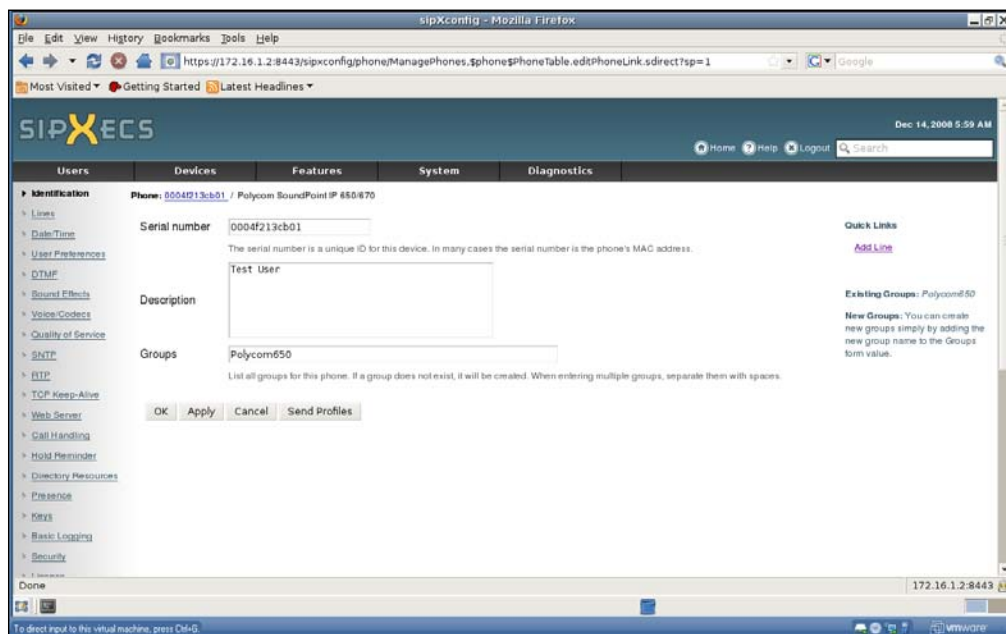 sipXconfig - Mozilla Firefox
File Edit View History Bookmarks Tools Help
https://172.16.1.2:8443/sipxconfig/phone/ManagePhones,$phone$PhoneTable.editPhoneLink.sdirect?sp=1
Google
Most Visited Getting Started Latest Headlines
SIPXECS
Dec 14, 2008 5:59 AM
Home Help Logout Search
Users Devices Features System Diagnostics
Identification
Lines
Date/Time
User Preferences
DTMF
Sound Effects
Voice/Codecs
Quality of Service
SNTP
RTP
TCP Keep-Alive
Web Server
Call Handling
Hold Reminder
Directory Resources
Presence
Keys
Basic Logging
Security
License
Phone: 0004f213cb01 / Polycom SoundPoint IP 650/670
Serial number 0004f213cb01
The serial number is a unique ID for this device. In many cases the serial number is the phone's MAC address.
Description Test User
Groups Polycom650
List all groups for this phone. If a group does not exist, it will be created. When entering multiple groups, separate them with spaces.
OK Apply Cancel Send Profiles
Quick Links
Add Line
Existing Groups: Polycom650
New Groups: You can create
new groups simply by adding the
new group name to the Groups
form value.
Done
172.16.1.2:8443
To direct input to this virtual machine, press Ctrl+G.
vmware